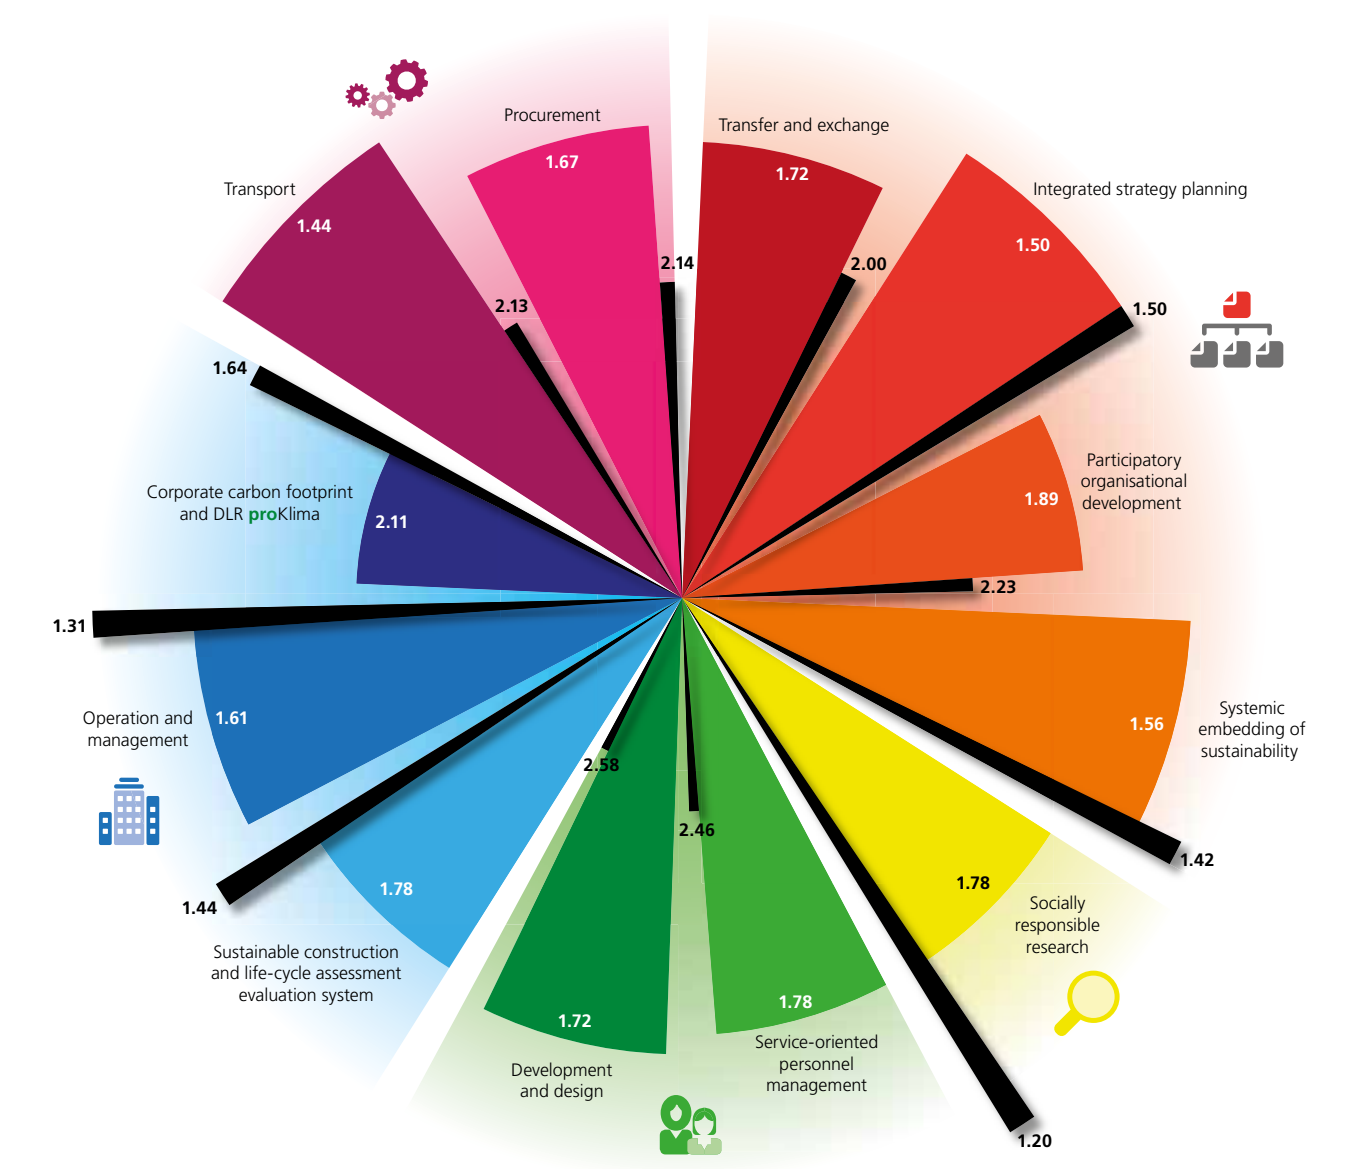 Procurement
1.67
2.14
Transfer and exchange
1.72
2.00
Integrated strategy planning
1.50
1.50
Participatory
organisational
development
1.89
2.23
Systemic
embedding of
sustainability
1.56
1.42
Socially
responsible
research
1.78
1.20
Service-oriented
personnel
management
1.78
2.46
Development
and design
1.72
2.58
Sustainable construction
and life-cycle assessment
evaluation system
1.78
1.44
Operation and
management
1.61
1.31
Corporate carbon footprint
and DLR proKlima
2.11
1.64
Transport
1.44
2.13